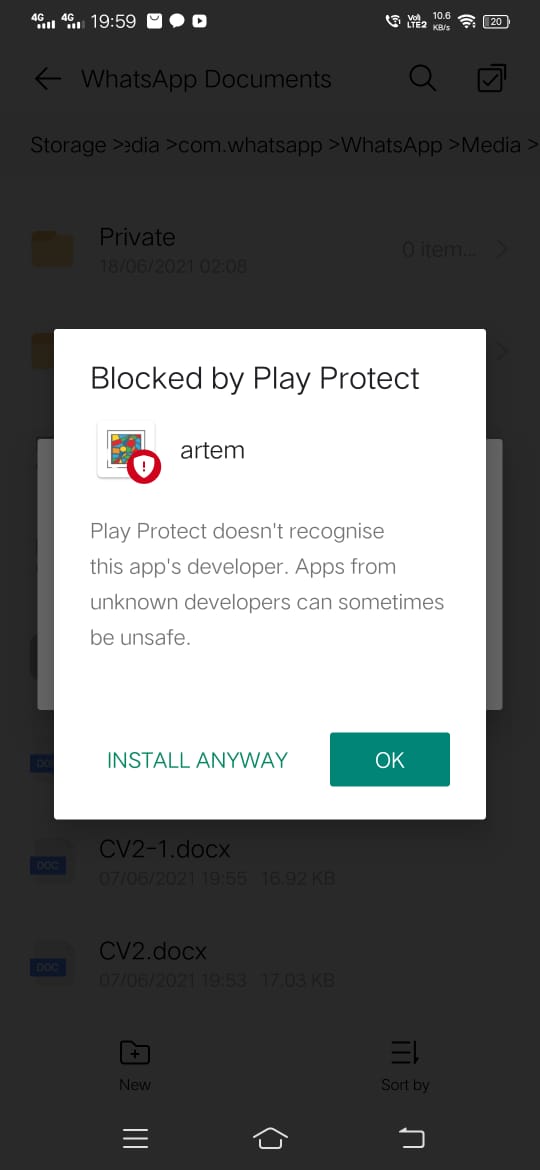 4G 4G 19:59 Vol) LTE2 10.6 KB/s 20
WhatsApp Documents
Storage >edia >com.whatsapp >WhatsApp >Media >
Private
18/06/2021 02:08
0 item...
Blocked by Play Protect
artem
Play Protect doesn't recognise
this app's developer. Apps from
unknown developers can sometimes
be unsafe.
INSTALL ANYWAY OK
CV2-1.docx
DOC
07/06/2021 19:55 16.92 KB
CV2.docx
DOC
07/06/2021 19:53 17.03 KB
New Sort by